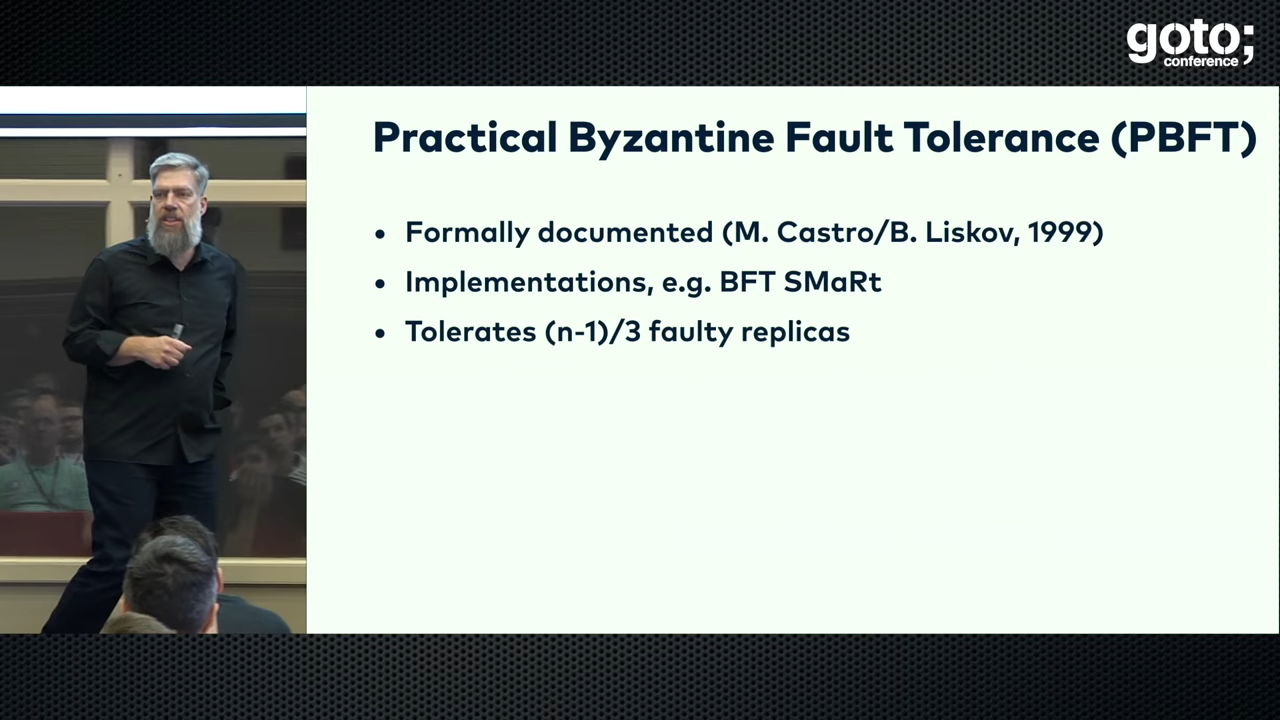 goto;
conference
Practical Byzantine Fault Tolerance (PBFT)
• Formally documented (M. Castro/B. Liskov, 1999)
• Implementations, e.g. BFT SMaRt
• Tolerates (n-1)/3 faulty replicas